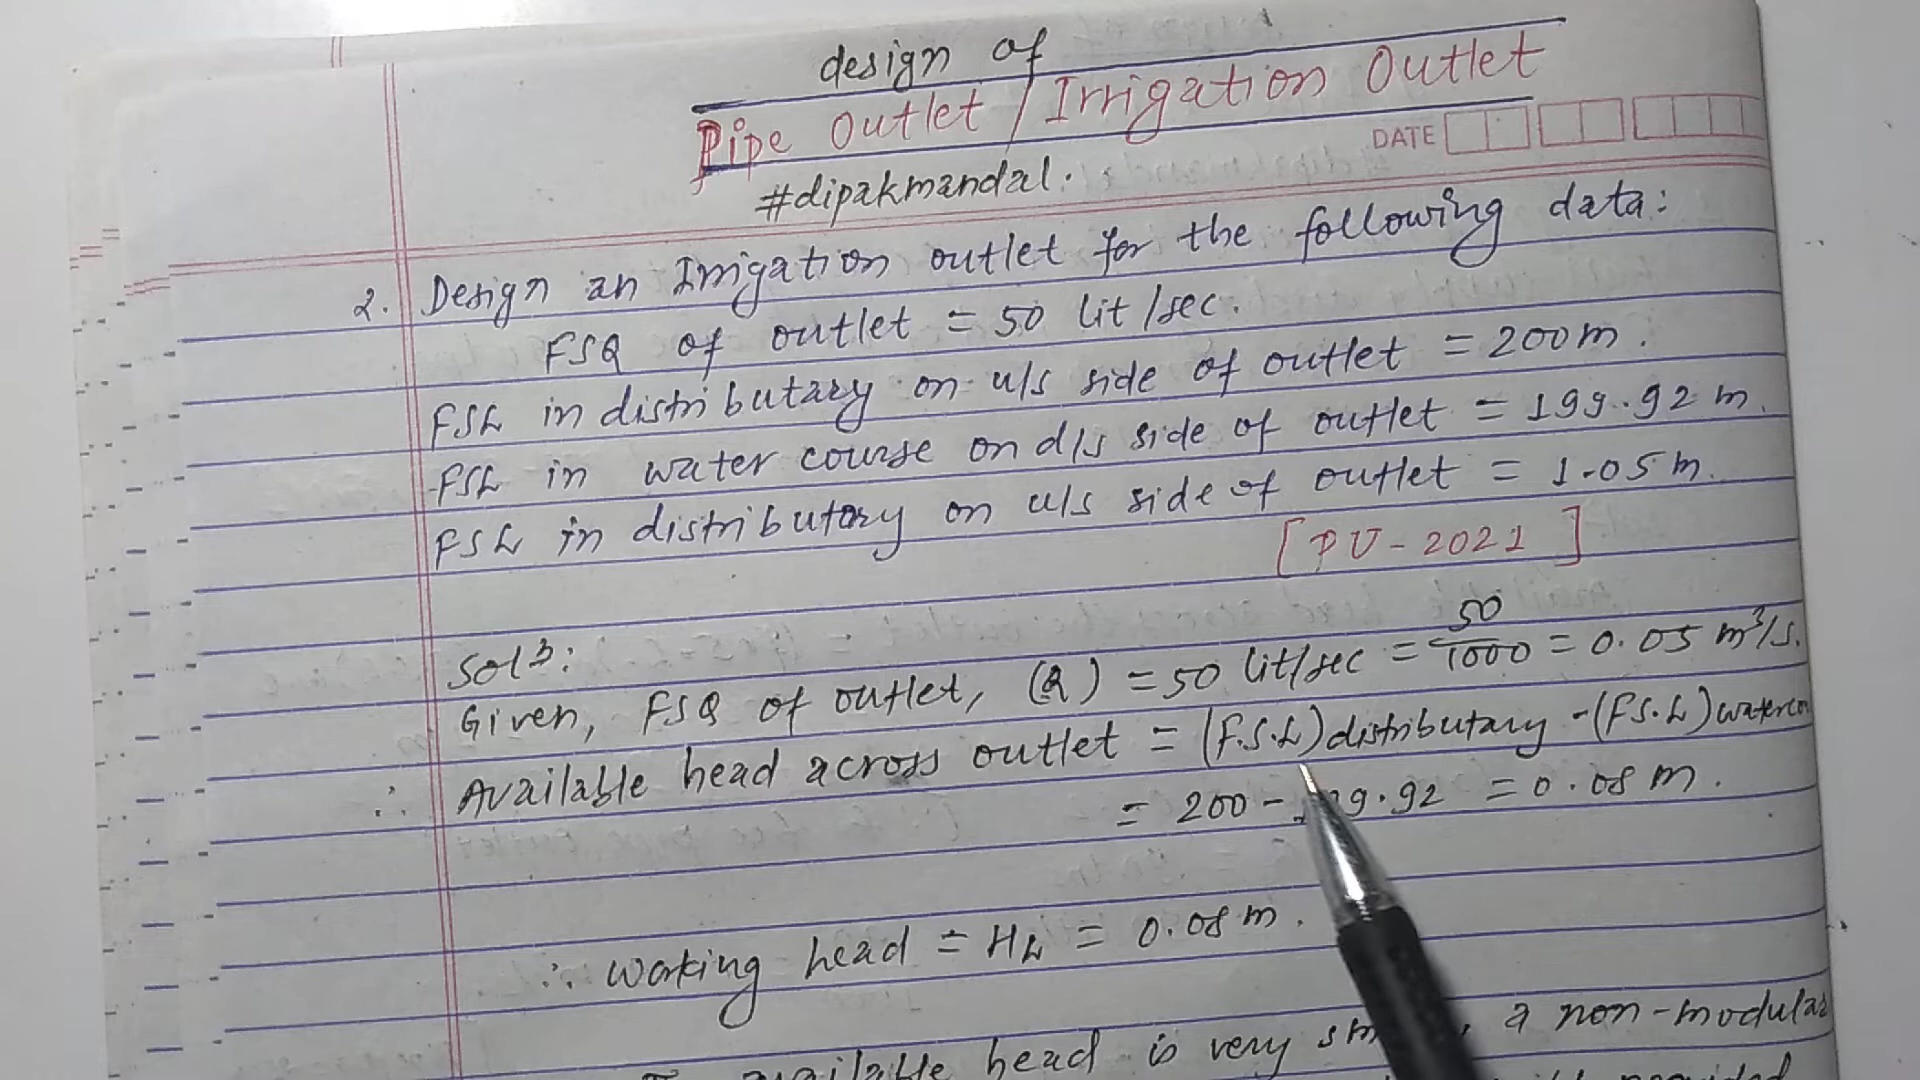 design of
Pipe Outlet / Irrigation Outlet
DATE
#dipakmandal.
2. Design an Irrigation outlet for the following data:
FSQ of outlet = 50 lit/sec.
FSL in distributary on u/s side of outlet = 200m.
FSL in water course on d/s side of outlet = 199.92 m.
FSL in distributory on u/s side of outlet = 1.05 m.
[PU-2021]
Solⁿ:
Given, FSQ of outlet, (Q) = 50 lit/sec = 50/1000 = 0.05 m³/s.
∴ Available head across outlet = (F.S.L) distributary - (FS.L)
= 200 - 199.92 = 0.08 m.
∴ Working head = HL = 0.08 m.
available head is very , a non-modular
provided